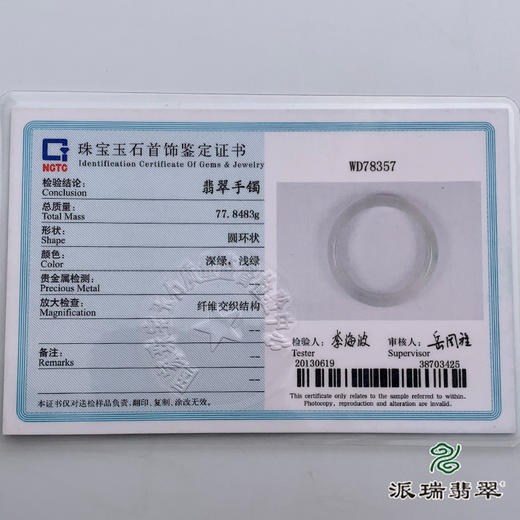 NGTC
珠宝玉石首饰鉴定证书
Identification Certificate Of Gems & Jewelry
检验结论：
Conclusion
翡翠手镯
总质量：
Total Mass
77.8483g
形状：
Shape
圆环状
颜色：
Color
深绿，浅绿
贵金属检测：
Precious Metal
--
放大检查：
Magnification
纤维交织结构
--
备注：
Remarks
--
--
本证书仅对送检样品负责，翻印、复制、涂改无效。
WD78357
检验人：李海波
Tester
审核人：
Supervisor
20130619
38703425
This certificate only relates to the sample referred to within.
Photocopy, reproduction and alteration are invalid.
派瑞翡翠